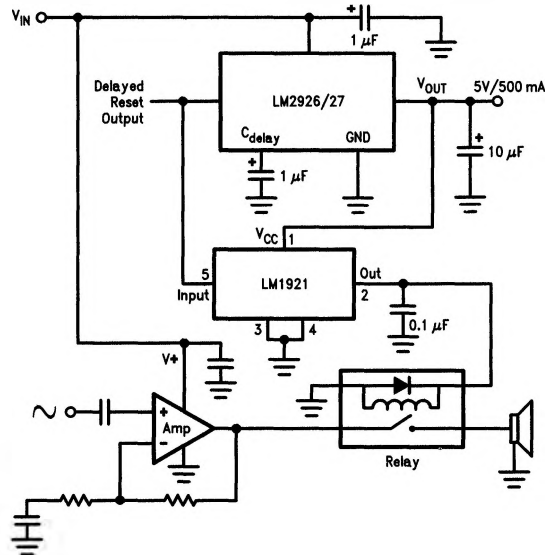 VIN
+
1 μF
Delayed
Reset
Output
LM2926/27
VOUT
5V/500 mA
Cdelay
GND
+
1 μF
+
10 μF
VCC 1
5
Input
LM1921
Out
2
3
4
0.1 μF
V+
+
Amp
−
Relay